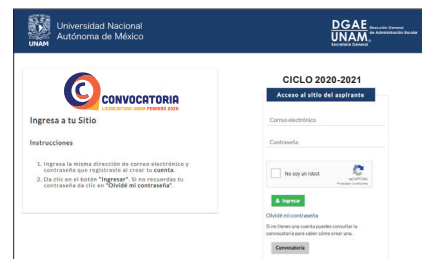 Universidad Nacional
Autónoma de México
UNAM
DGAE
UNAM
Dirección General
de Administración Escolar
Secretaría General
CONVOCATORIA
LICENCIATURA UNAM FEBRERO 2020
Ingresa a tu Sitio
Instrucciones
1. Ingresa la misma dirección de correo electrónico y
contraseña que registraste al crear tu cuenta.
2. Da clic en el botón "Ingresar". Si no recuerdas tu
contraseña da clic en "Olvidé mi contraseña".
CICLO 2020-2021
Acceso al sitio del aspirante
Correo electrónico
Contraseña
No soy un robot
reCAPTCHA
Privacidad - Condiciones
Ingresar
Olvidé mi contraseña
Si no tienes una cuenta puedes consultar la
convocatoria para saber cómo crear una.
Convocatoria